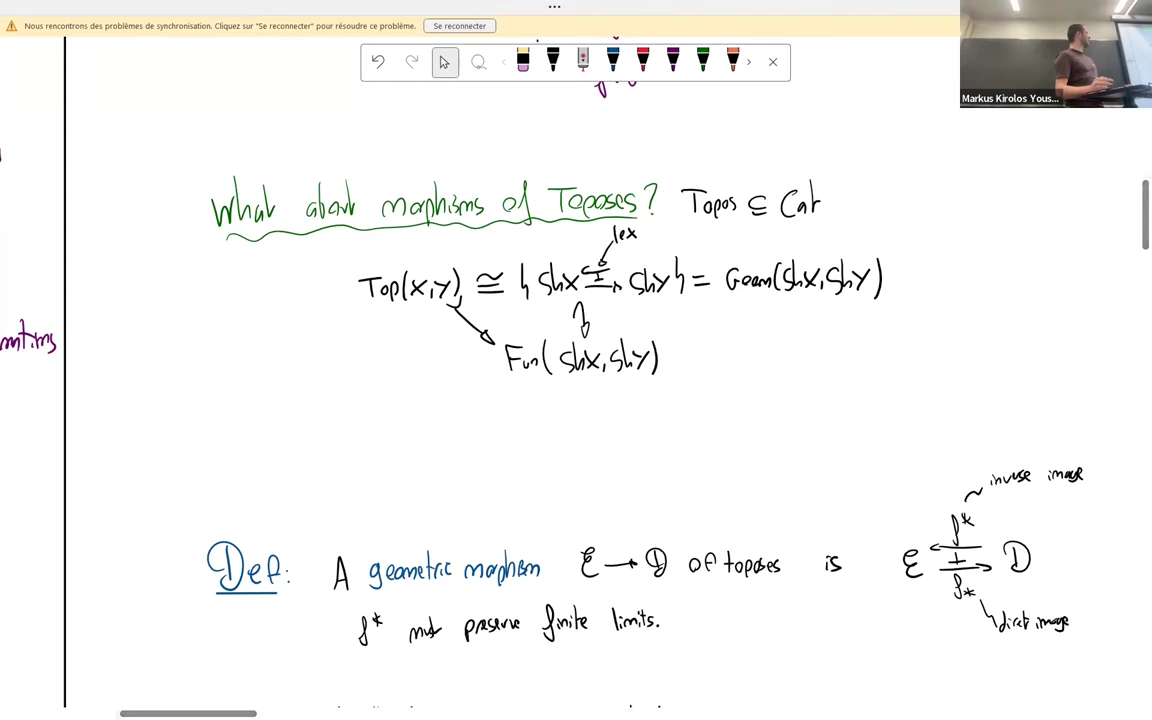 Nous rencontrons des problèmes de synchronisation. Cliquez sur "Se reconnecter" pour résoudre ce problème. Se reconnecter
Markus Kirolos Yous...
What about morphisms of Toposes? Topos ⊆ Cat
lex
Top(X,Y) ≅ { ShX ⊥ ShY } = Geom(ShX, ShY)
Fun( ShX, ShY)
inverse image
f*
Def: A geometric morphism ℰ → D of toposes is ℰ ⊥ D
f*
f* must preserve finite limits.
direct image